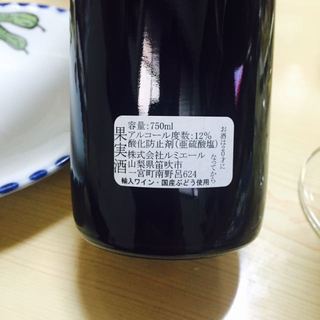 容量:750ml
アルコール度数:12%
酸化防止剤(亜硫酸塩)
株式会社ルミエール
山梨県笛吹市
一宮町南野呂624
輸入ワイン・国産ぶどう使用
果実酒
お酒は20才に
なってから